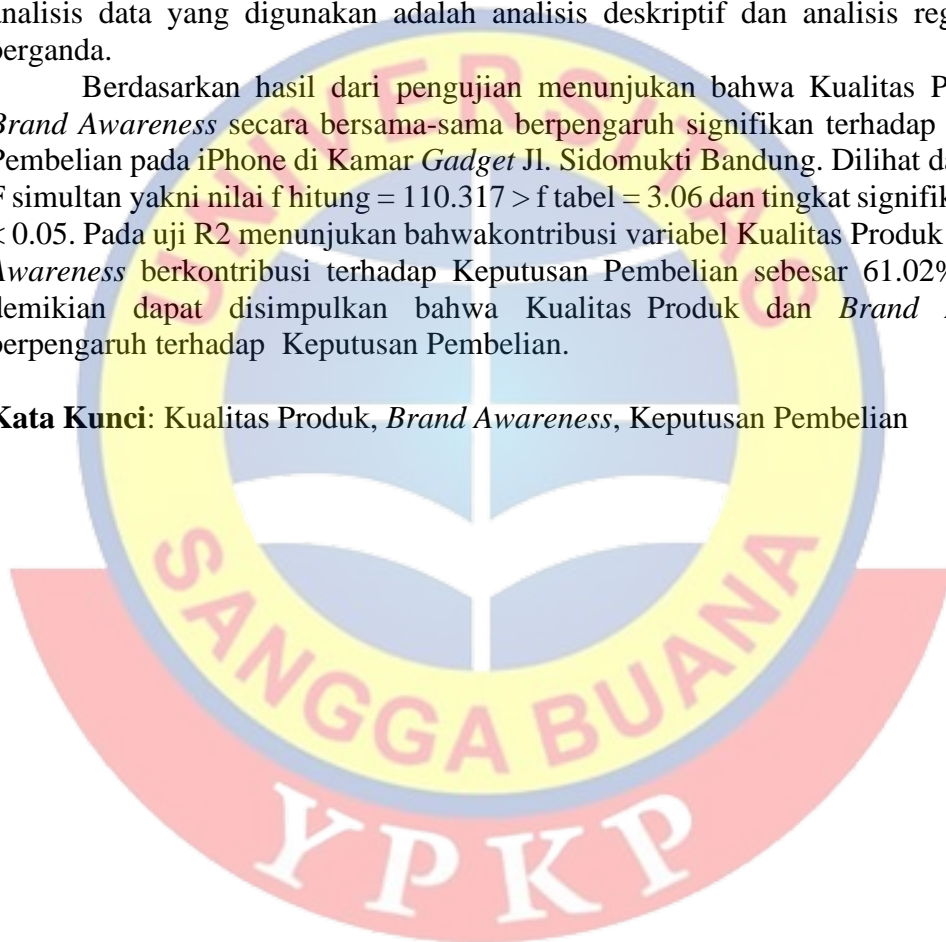 analisis data yang digunakan adalah analisis deskriptif dan analisis reg
berganda.
Berdasarkan hasil dari pengujian menunjukan bahwa Kualitas P
Brand Awareness secara bersama-sama berpengaruh signifikan terhadap
Pembelian pada iPhone di Kamar Gadget Jl. Sidomukti Bandung. Dilihat da
F simultan yakni nilai f hitung = 110.317 > f tabel = 3.06 dan tingkat signifik
< 0.05. Pada uji R2 menunjukan bahwakontribusi variabel Kualitas Produk
Awareness berkontribusi terhadap Keputusan Pembelian sebesar 61.02%
demikian dapat disimpulkan bahwa Kualitas Produk dan Brand A
berpengaruh terhadap Keputusan Pembelian.
Kata Kunci: Kualitas Produk, Brand Awareness, Keputusan Pembelian
UNIVERSITAS
SANGGA BUANA
YPKP